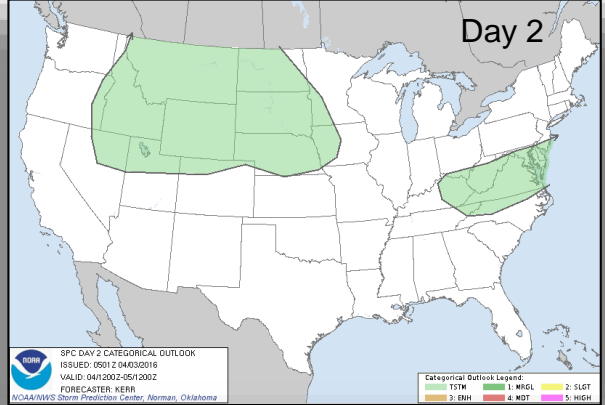 Day 2
NOAA
SPC DAY 2 CATEGORICAL OUTLOOK
ISSUED: 0501Z 04/03/2016
VALID: 04/1200Z-05/1200Z
FORECASTER: KERR
NOAA/NWS Storm Prediction Center, Norman, Oklahoma
Categorical Outlook Legend:
TSTM 1: MRGL 2: SLGT
3: ENH 4: MDT 5: HIGH